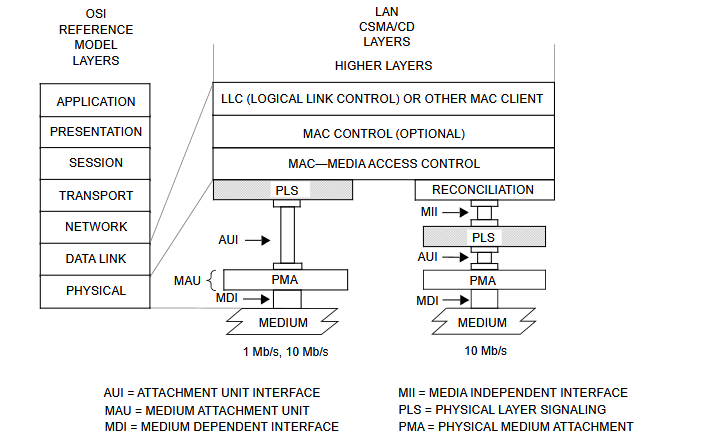 OSI
REFERENCE
MODEL
LAYERS
LAN
CSMA/CD
LAYERS
HIGHER LAYERS
APPLICATION
PRESENTATION
SESSION
TRANSPORT
NETWORK
DATA LINK
PHYSICAL
LLC (LOGICAL LINK CONTROL) OR OTHER MAC CLIENT
MAC CONTROL (OPTIONAL)
MAC—MEDIA ACCESS CONTROL
PLS
AUI
MAU
PMA
MDI
MEDIUM
1 Mb/s, 10 Mb/s
RECONCILIATION
MII
PLS
AUI
PMA
MDI
MEDIUM
10 Mb/s
AUI = ATTACHMENT UNIT INTERFACE
MAU = MEDIUM ATTACHMENT UNIT
MDI = MEDIUM DEPENDENT INTERFACE
MII = MEDIA INDEPENDENT INTERFACE
PLS = PHYSICAL LAYER SIGNALING
PMA = PHYSICAL MEDIUM ATTACHMENT